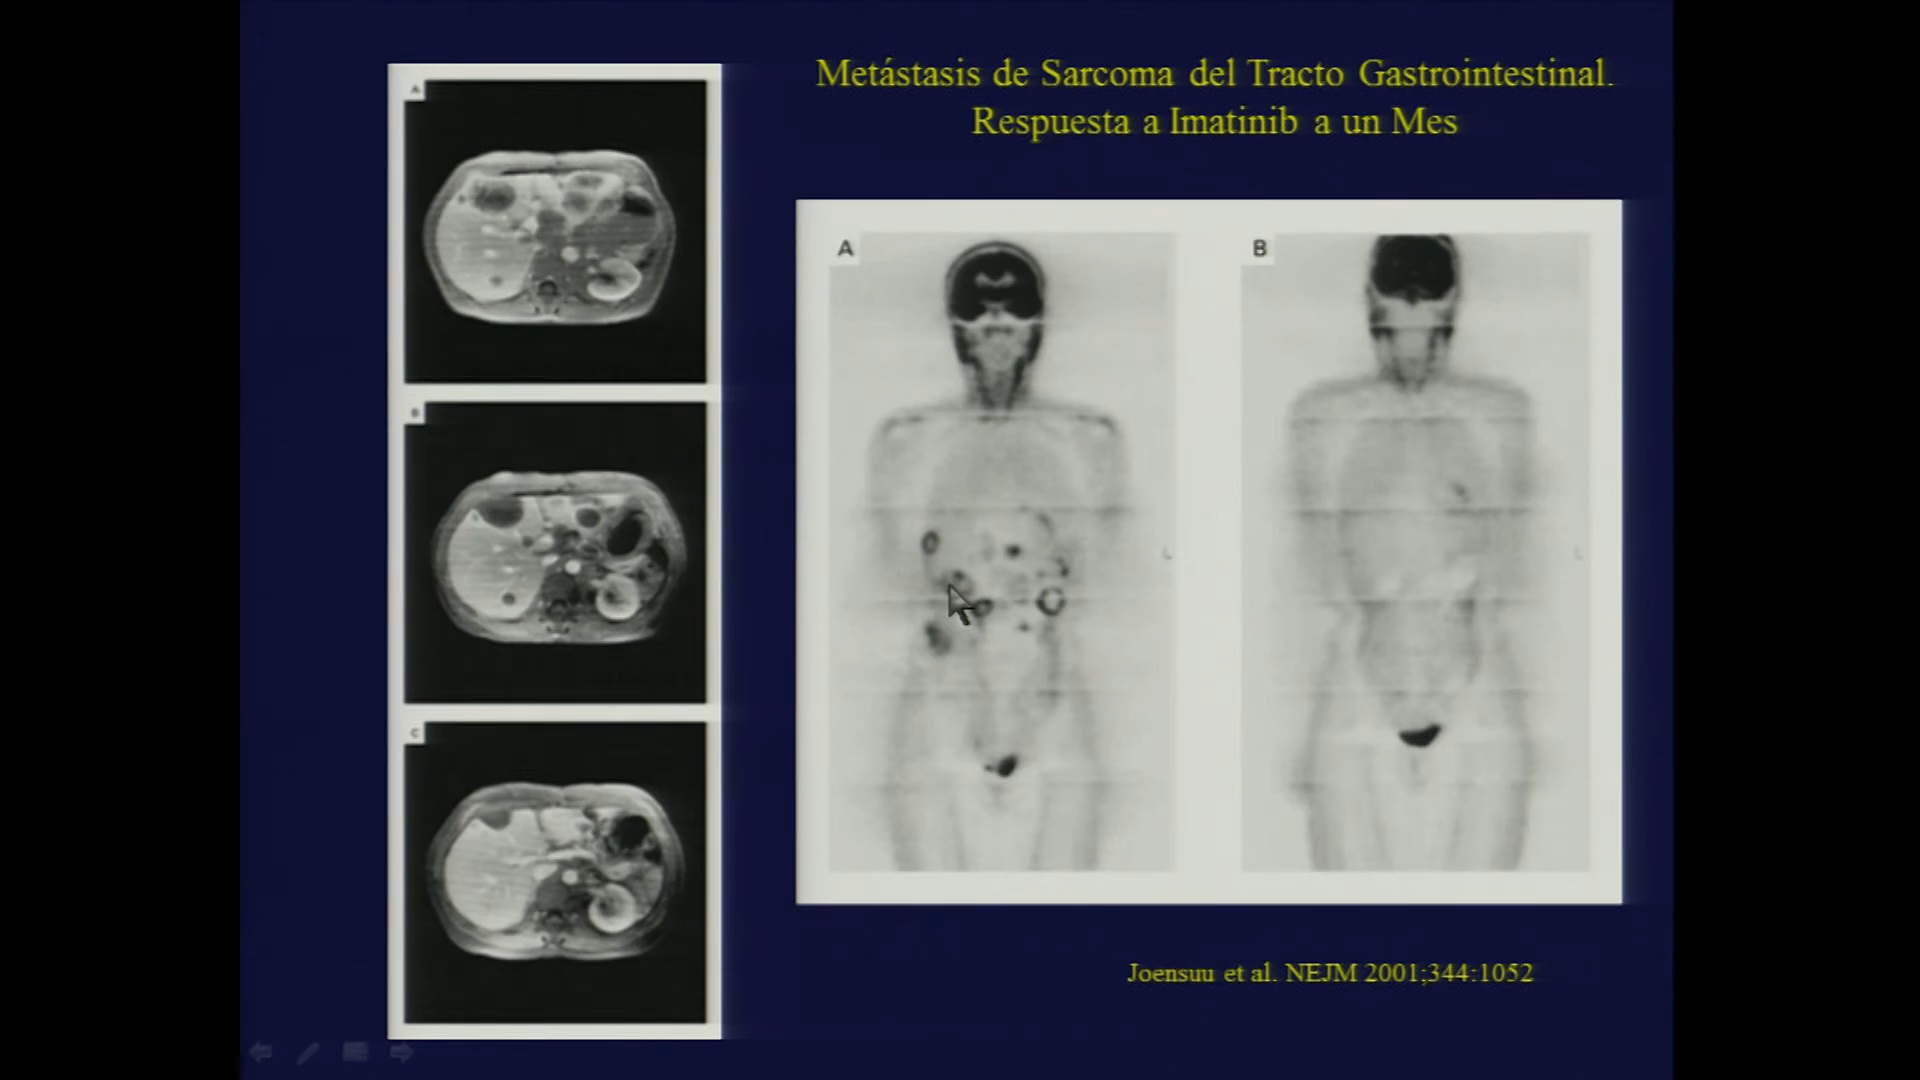 Metástasis de Sarcoma del Tracto Gastrointestinal.
Respuesta a Imatinib a un Mes
A
B
C
A
B
L
L
Joensuu et al. NEJM 2001;344:1052